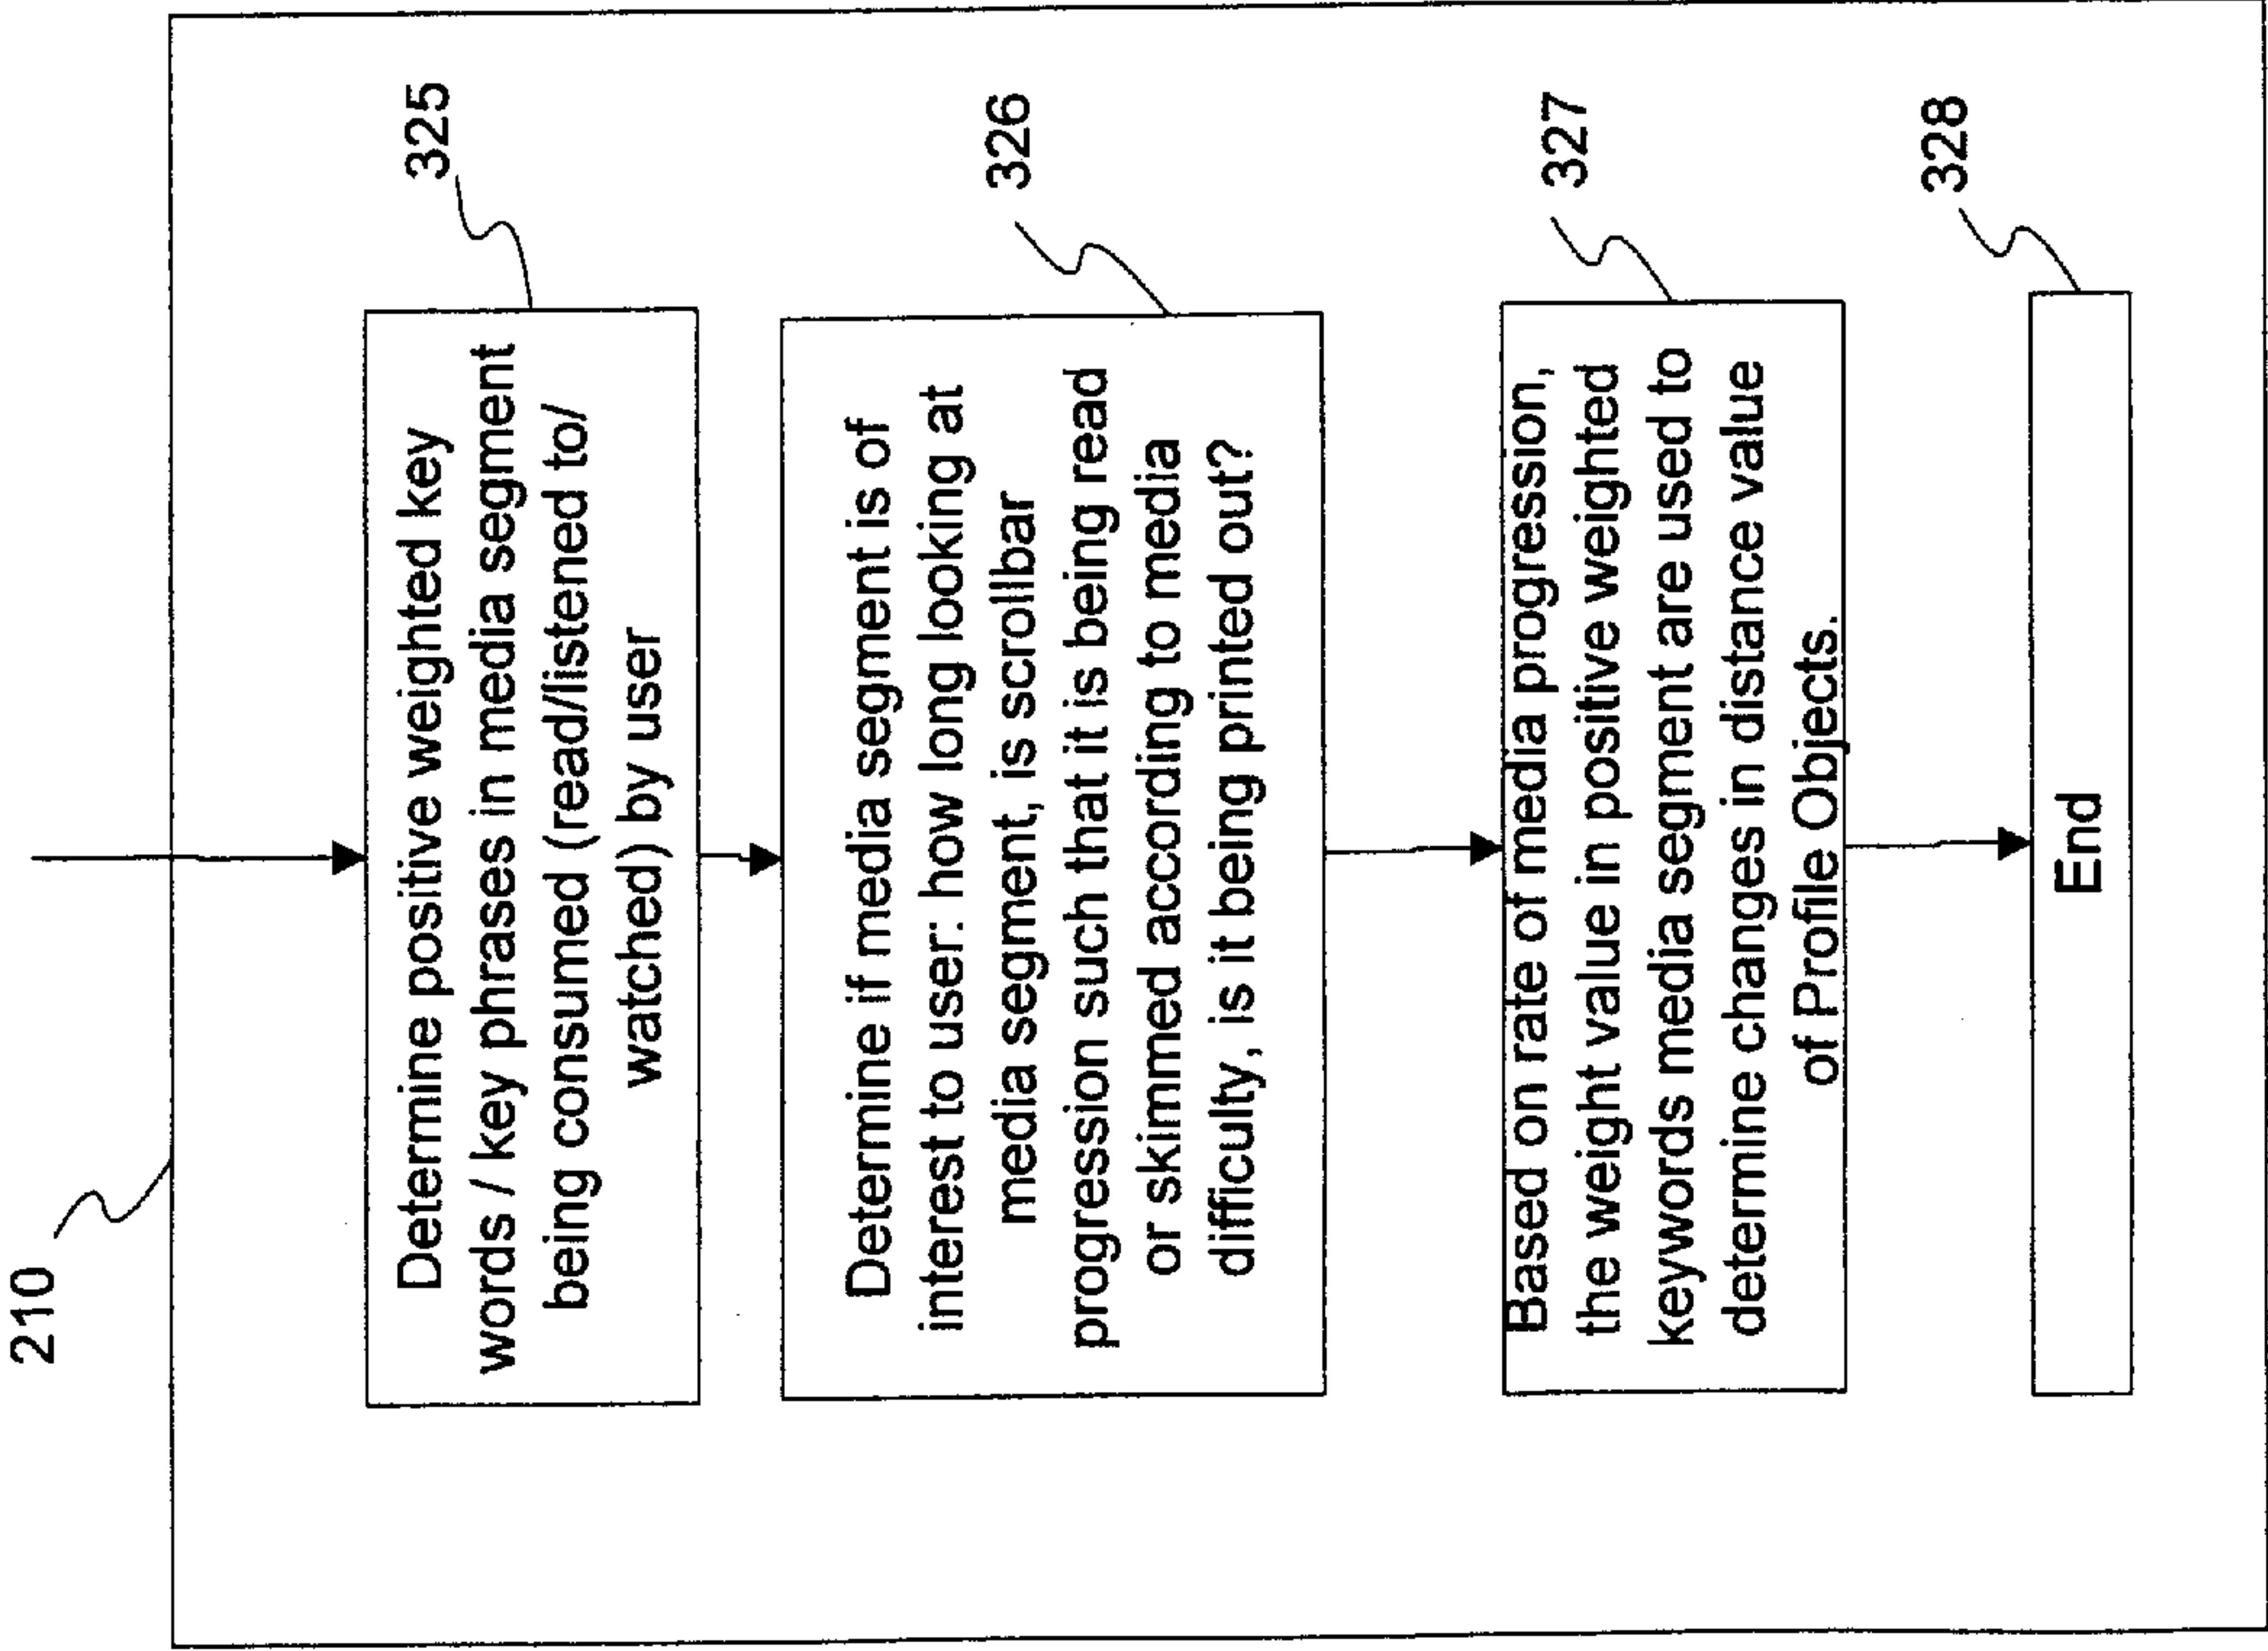 210
Determine positive weighted key
words / key phrases in media segment
being consumed (read/listened to/
watched) by user
325
Determine if media segment is of
interest to user: how long looking at
media segment, is scrollbar
progression such that it is being read
or skimmed according to media
difficulty, is it being printed out?
326
Based on rate of media progression,
the weight value in positive weighted
keywords media segment are used to
determine changes in distance value
of Profile Objects.
327
End
328